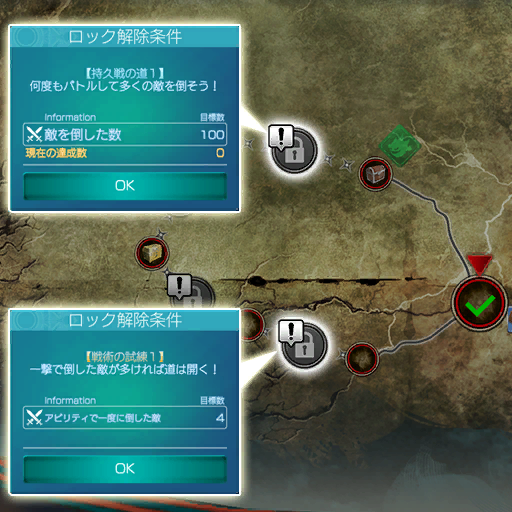 ロック解除条件
【持久戦の道1】
何度もバトルして多くの敵を倒そう！
Information 目標数
敵を倒した数 100
現在の達成数 0
OK
ロック解除条件
【戦術の試練1】
一撃で倒した敵が多ければ道は開く！
Information 目標数
アビリティで一度に倒した敵 4
OK